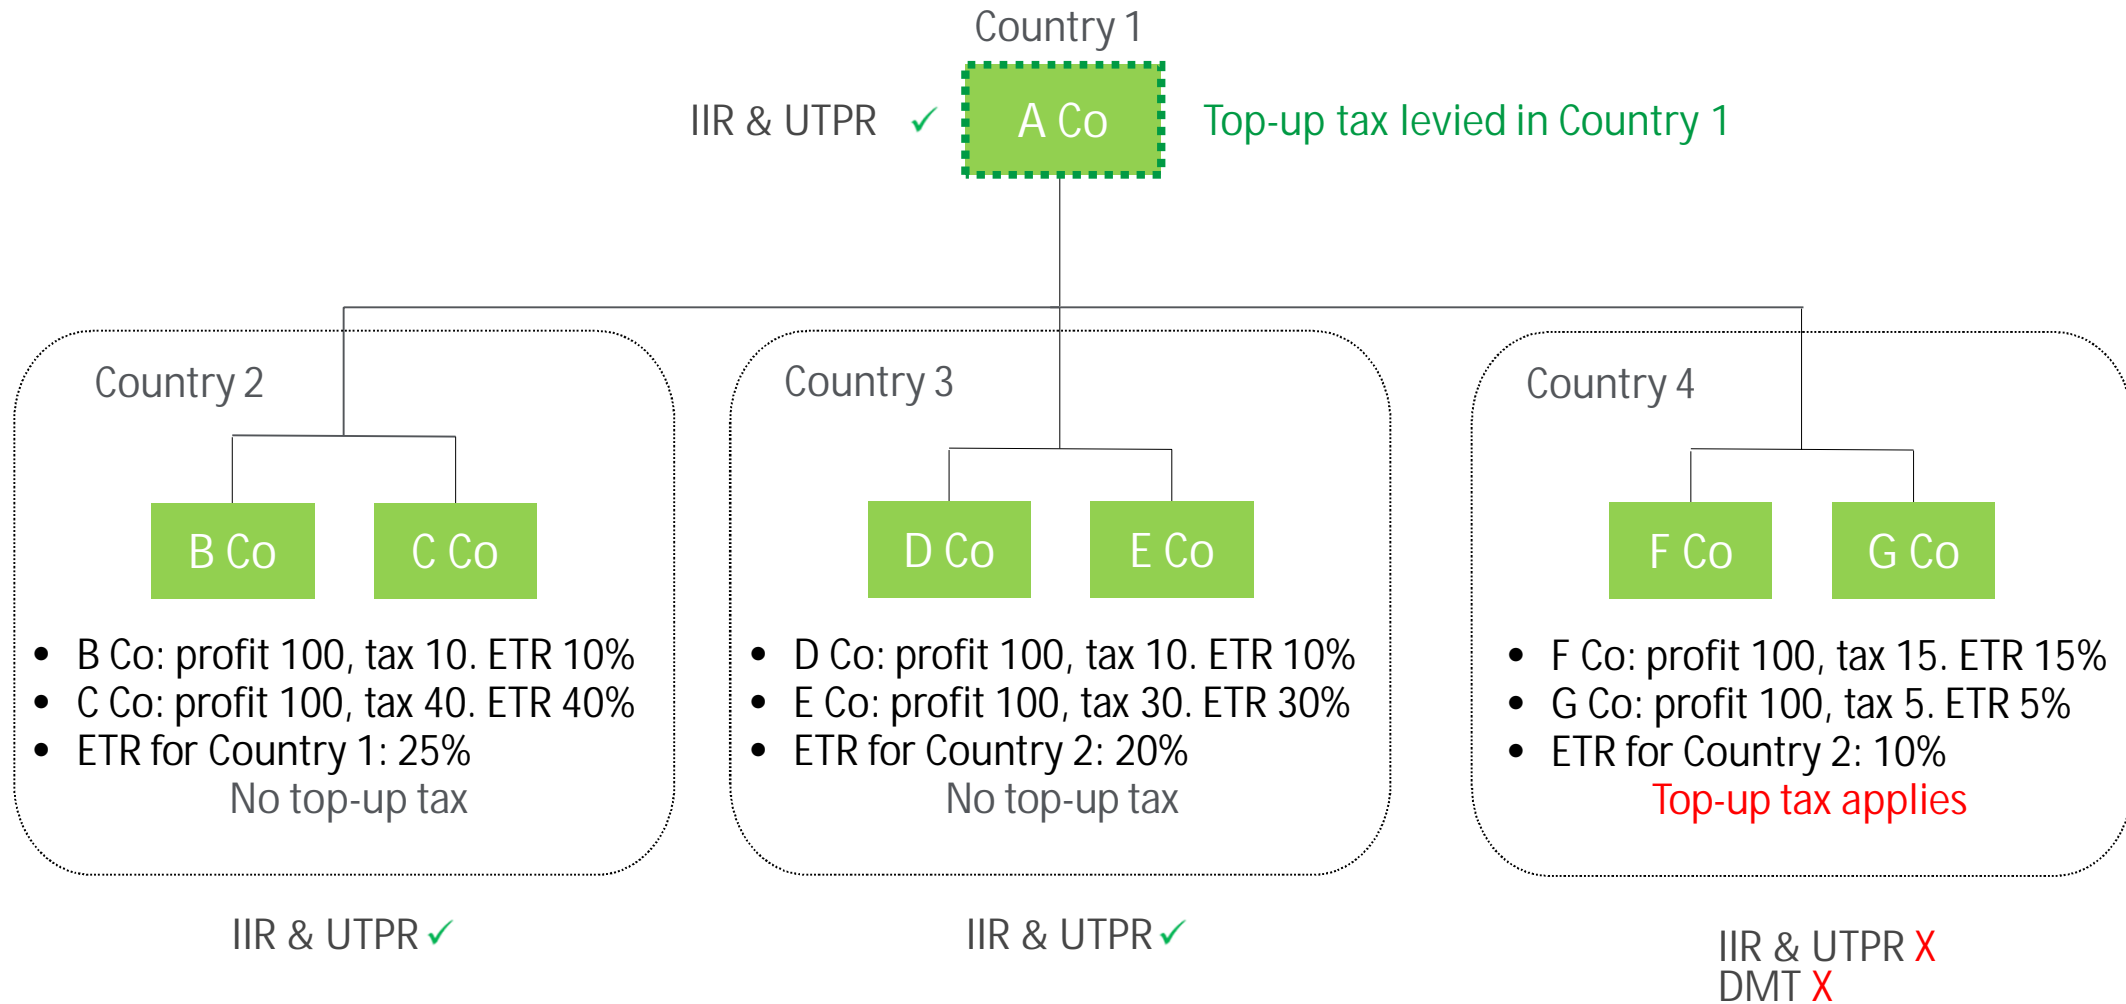 Country 1
IIR & UTPR ✓
A Co
Top-up tax levied in Country 1
Country 2
B Co
C Co
• B Co: profit 100, tax 10. ETR 10%
• C Co: profit 100, tax 40. ETR 40%
• ETR for Country 1: 25%
No top-up tax
IIR & UTPR ✓
Country 3
D Co
E Co
• D Co: profit 100, tax 10. ETR 10%
• E Co: profit 100, tax 30. ETR 30%
• ETR for Country 2: 20%
No top-up tax
IIR & UTPR ✓
Country 4
F Co
G Co
• F Co: profit 100, tax 15. ETR 15%
• G Co: profit 100, tax 5. ETR 5%
• ETR for Country 2: 10%
Top-up tax applies
IIR & UTPR X
DMT X